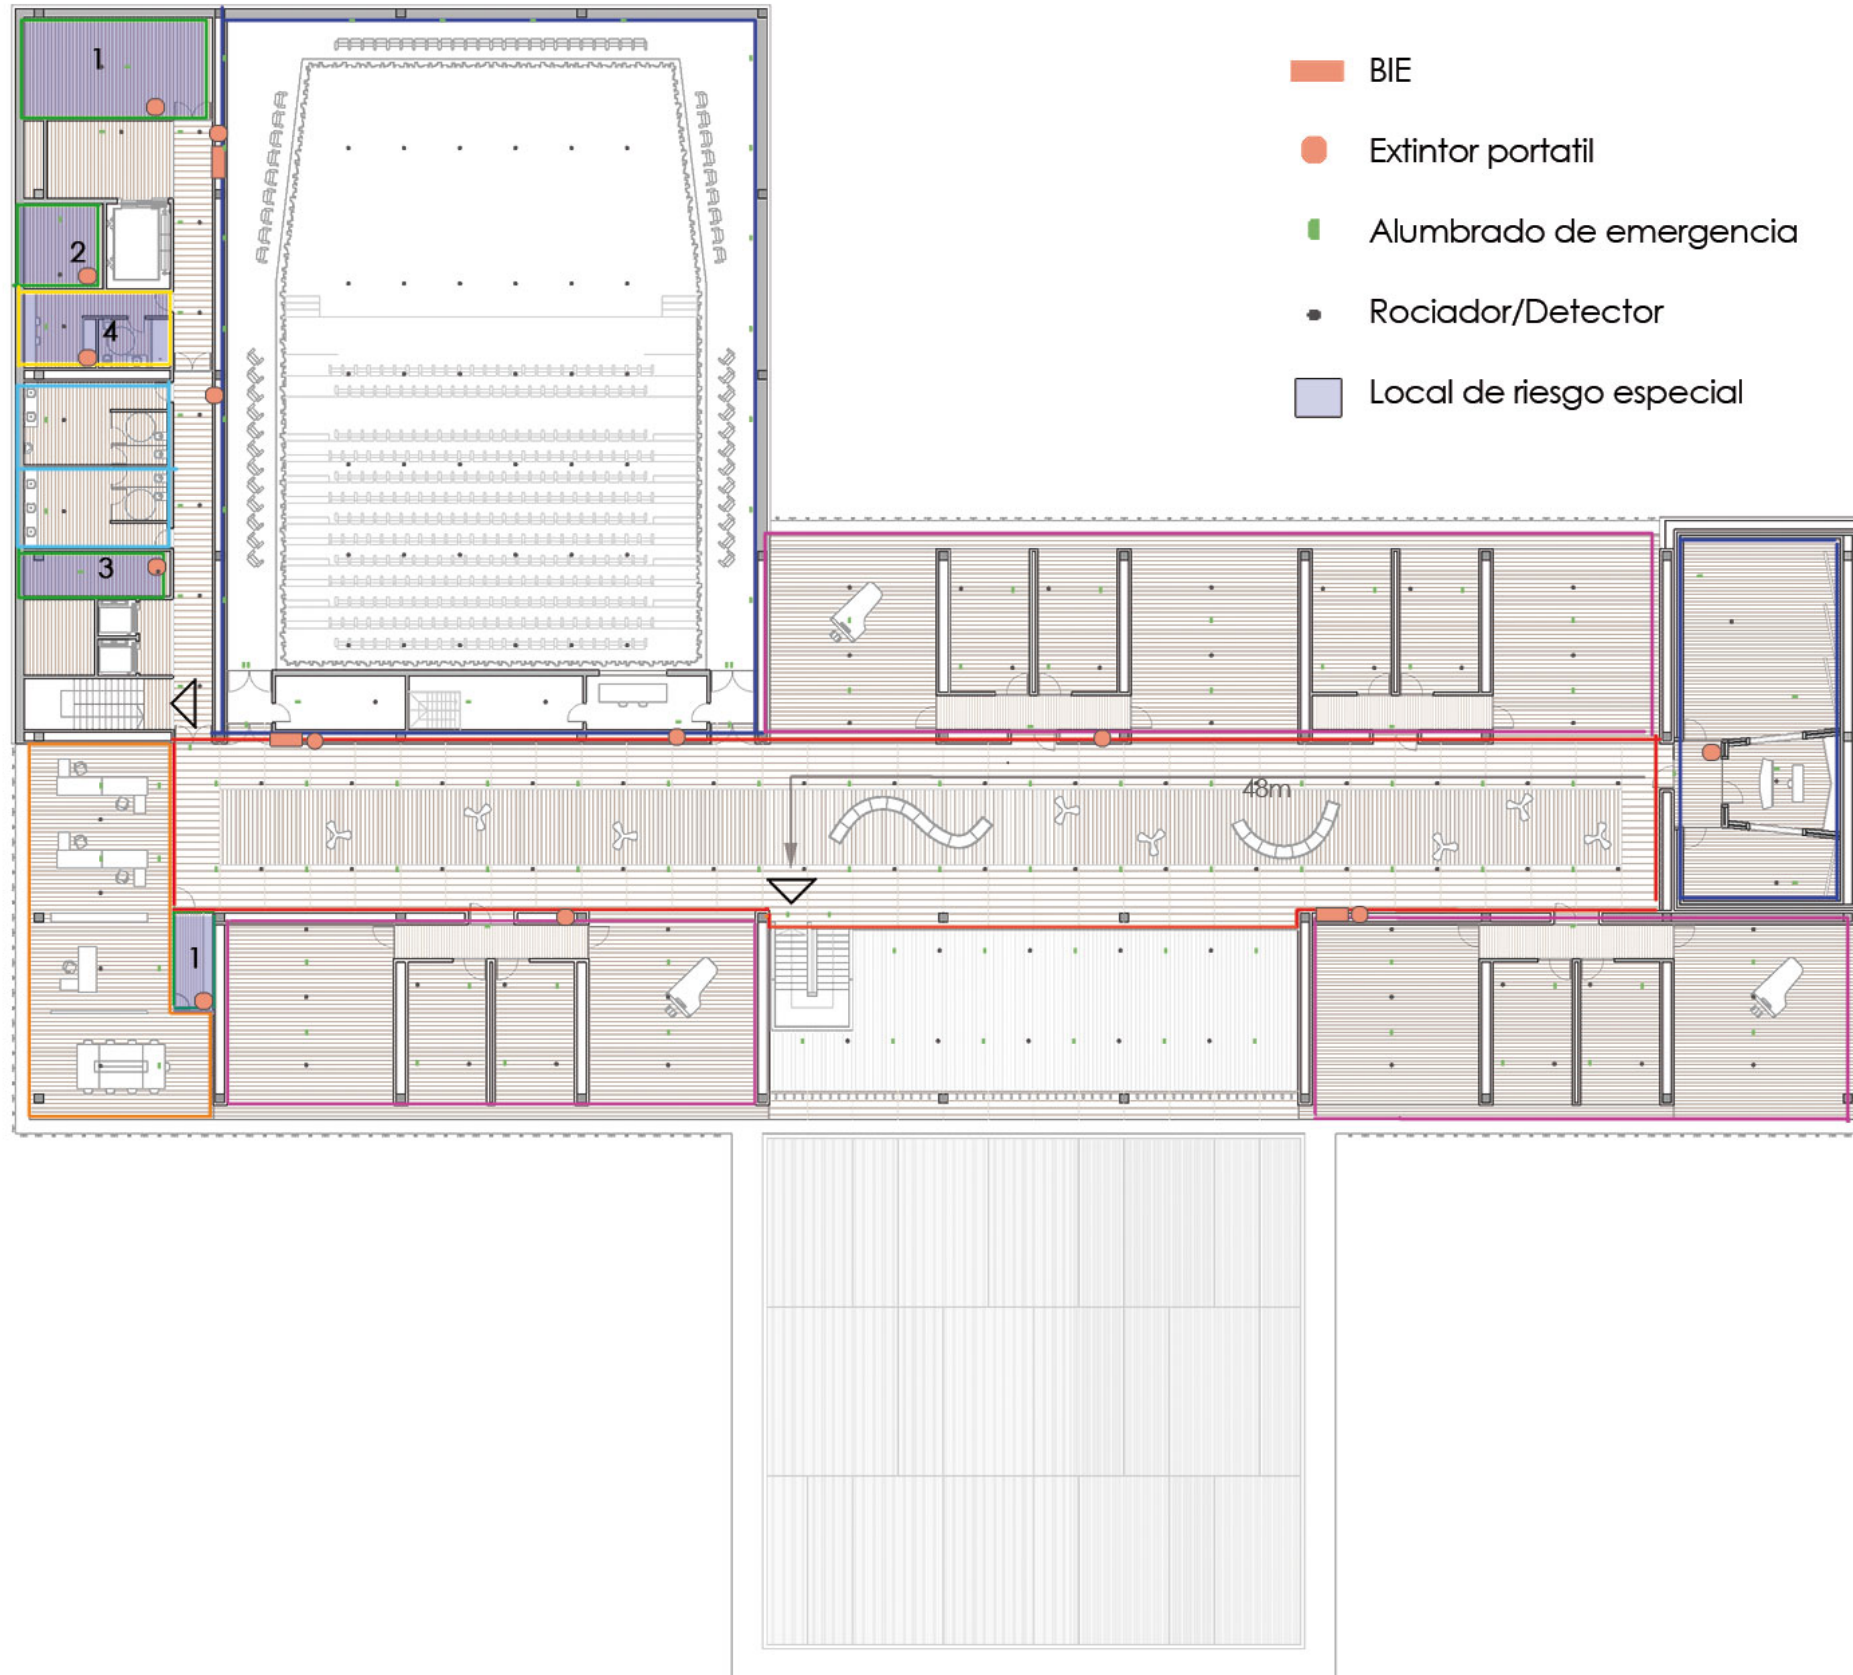 BIE
Extintor portatil
Alumbrado de emergencia
Rociador/Detector
Local de riesgo especial
1
2
4
3
48m
1